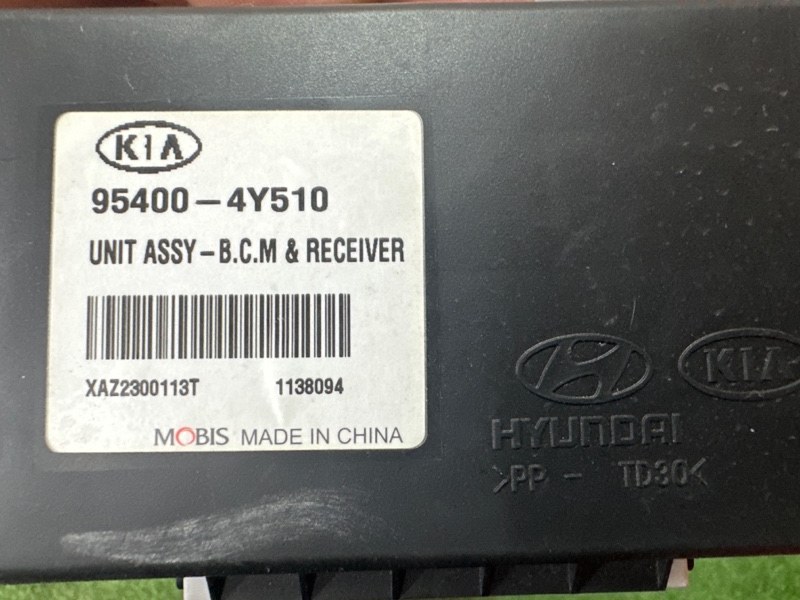 KIA
95400-4Y510
UNIT ASSY-B.C.M & RECEIVER
XAZ2300113T 1138094
MOBIS MADE IN CHINA
KIA
HYUNDAI
>PP - TD30<